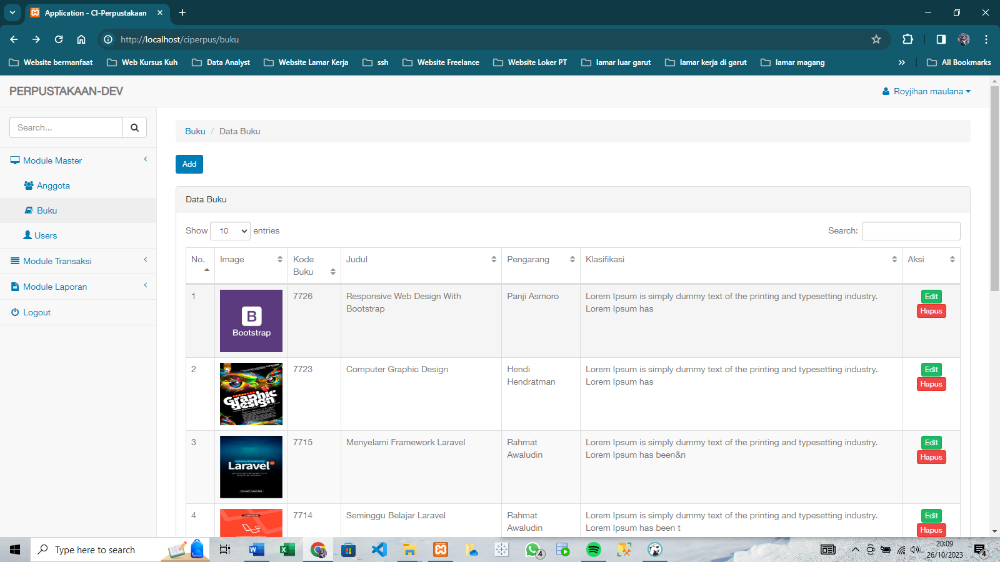 Application - CI-Perpustakaan
http://localhost/ciperpus/buku
Website bermanfaat
Web Kursus Kuh
Data Analyst
Website Lamar Kerja
ssh
Website Freelance
Website Loker PT
lamar luar garut
lamar kerja di garut
lamar magang
All Bookmarks
PERPUSTAKAAN-DEV
Royjihan maulana
Search...
Module Master
Anggota
Buku
Users
Module Transaksi
Module Laporan
Logout
Buku / Data Buku
Add
Data Buku
Show 10 entries
Search:
No. Image Kode Buku Judul Pengarang Klasifikasi Aksi
1
Bootstrap
7726
Responsive Web Design With
Bootstrap
Panji Asmoro
Lorem Ipsum is simply dummy text of the printing and typesetting industry.
Lorem Ipsum has
Edit
Hapus
2
Graphic
design
7723
Computer Graphic Design
Hendi
Hendratman
Lorem Ipsum is simply dummy text of the printing and typesetting industry.
Lorem Ipsum has
Edit
Hapus
3
Laravel
7715
Menyelami Framework Laravel
Rahmat
Awaludin
Lorem Ipsum is simply dummy text of the printing and typesetting industry.
Lorem Ipsum has been&n
Edit
Hapus
4
7714
Seminggu Belajar Laravel
Rahmat
Awaludin
Lorem Ipsum is simply dummy text of the printing and typesetting industry.
Lorem Ipsum has been t
Edit
Hapus
Type here to search
4
20:09
26/10/2023
4